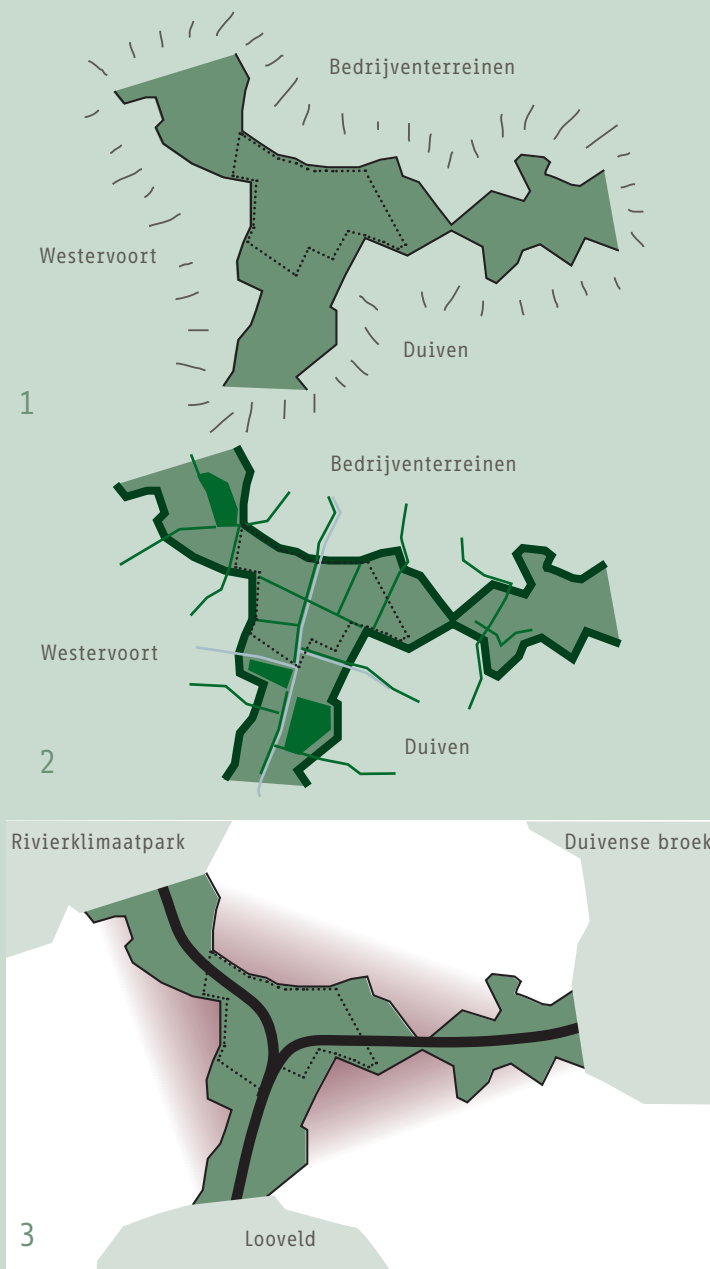 Bedrijventerreinen
Westervoort
Duiven
1
Bedrijventerreinen
Westervoort
Duiven
2
Rivierklimaatpark
Duivense broek
Looveld
3